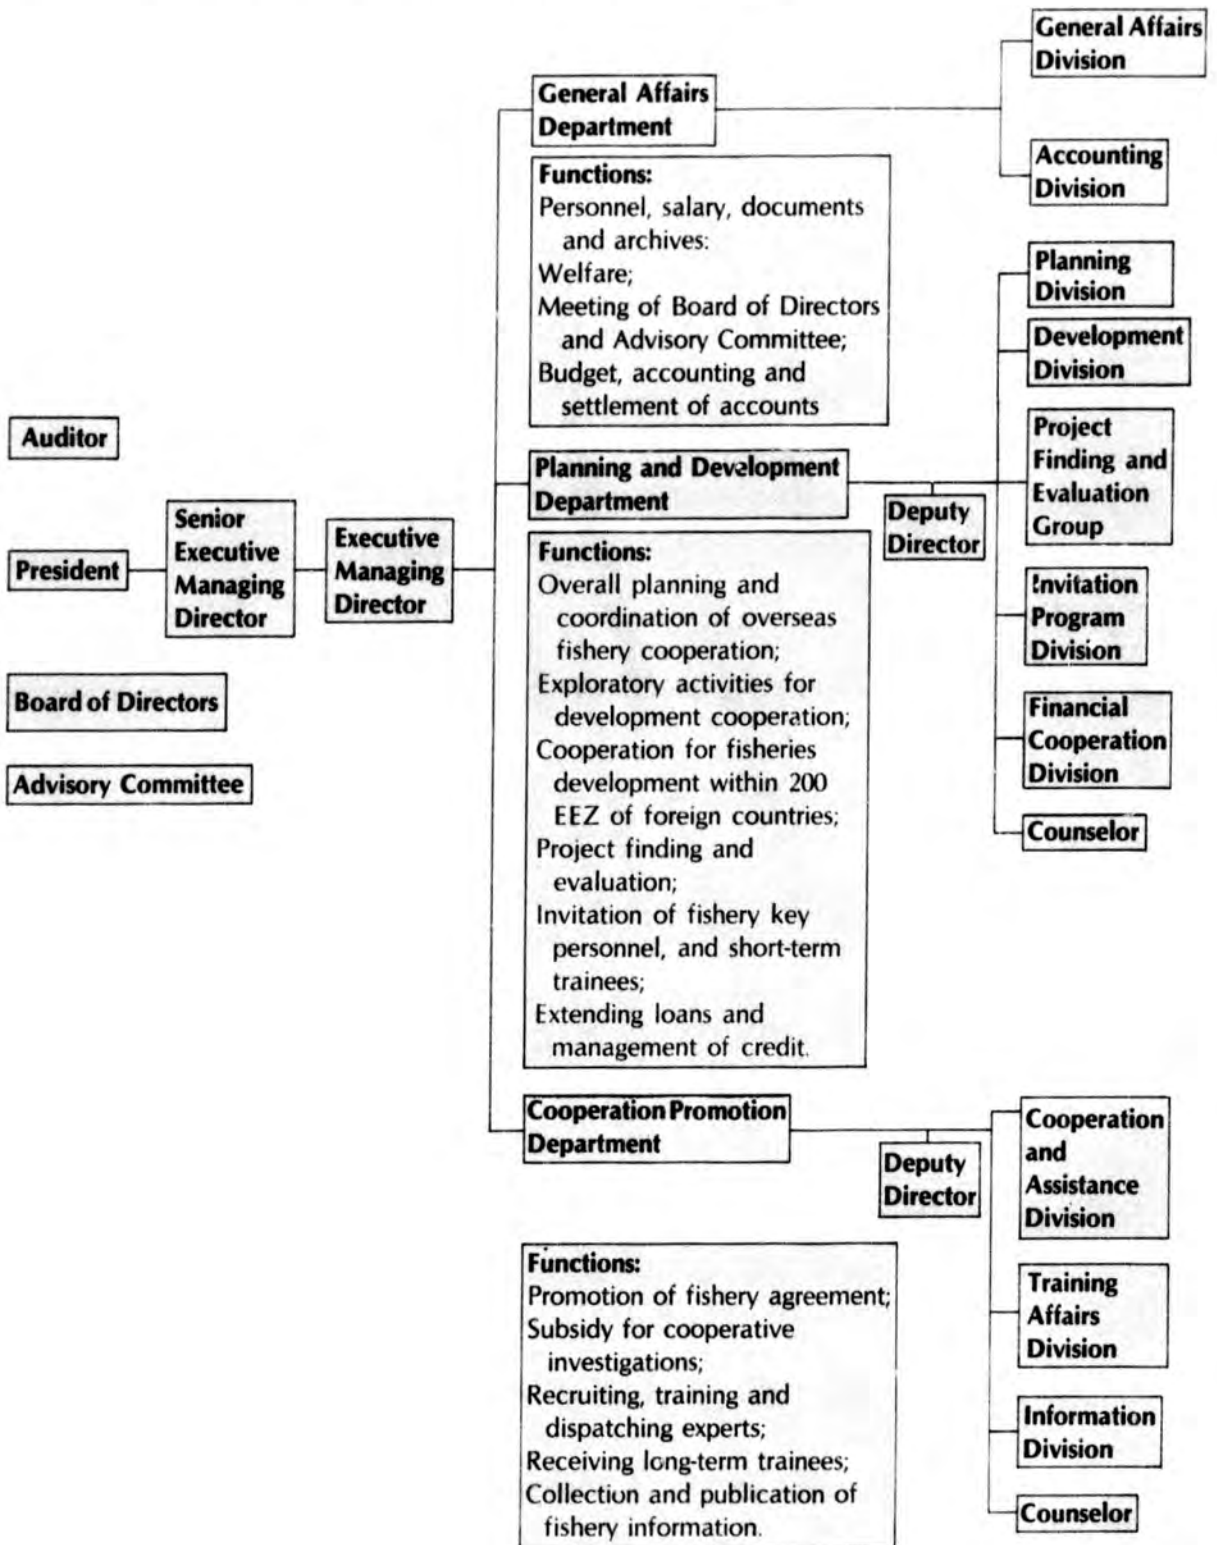 Auditor
President
Senior
Executive
Managing
Director
Executive
Managing
Director
Board of Directors
Advisory Committee
General Affairs
Department
Functions:
Personnel, salary, documents
and archives:
Welfare;
Meeting of Board of Directors
and Advisory Committee;
Budget, accounting and
settlement of accounts
General Affairs
Division
Accounting
Division
Planning and Development
Department
Deputy
Director
Functions:
Overall planning and
coordination of overseas
fishery cooperation;
Exploratory activities for
development cooperation;
Cooperation for fisheries
development within 200
EEZ of foreign countries;
Project finding and
evaluation;
Invitation of fishery key
personnel, and short-term
trainees;
Extending loans and
management of credit.
Planning
Division
Development
Division
Project
Finding and
Evaluation
Group
Invitation
Program
Division
Financial
Cooperation
Division
Counselor
Cooperation Promotion
Department
Deputy
Director
Functions:
Promotion of fishery agreement;
Subsidy for cooperative
investigations;
Recruiting, training and
dispatching experts;
Receiving long-term trainees;
Collection and publication of
fishery information.
Cooperation
and
Assistance
Division
Training
Affairs
Division
Information
Division
Counselor